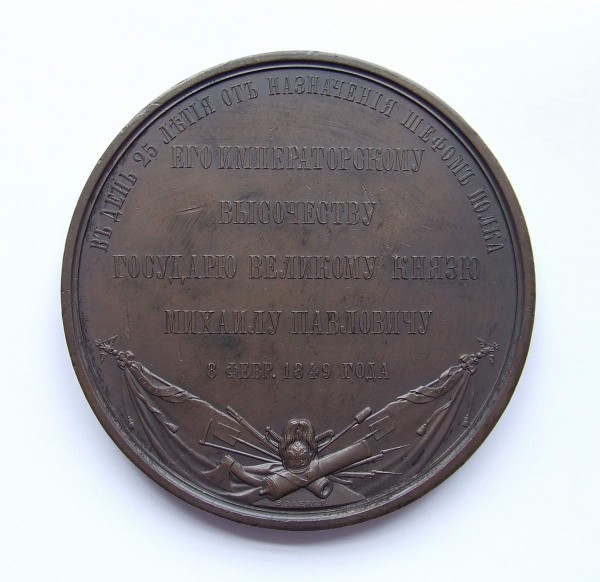 ВЪ ДЕНЬ 25 ЛѢТІЯ ОТЪ НАЗНАЧЕНІЯ ШЕФОМЪ ПОЛКА
ЕГО ИМПЕРАТОРСКОМУ
ВЫСОЧЕСТВУ
ГОСУДАРЮ ВЕЛИКОМУ КНЯЗЮ
МИХАИЛУ ПАВЛОВИЧУ
8 ФЕВР. 1849 ГОДА